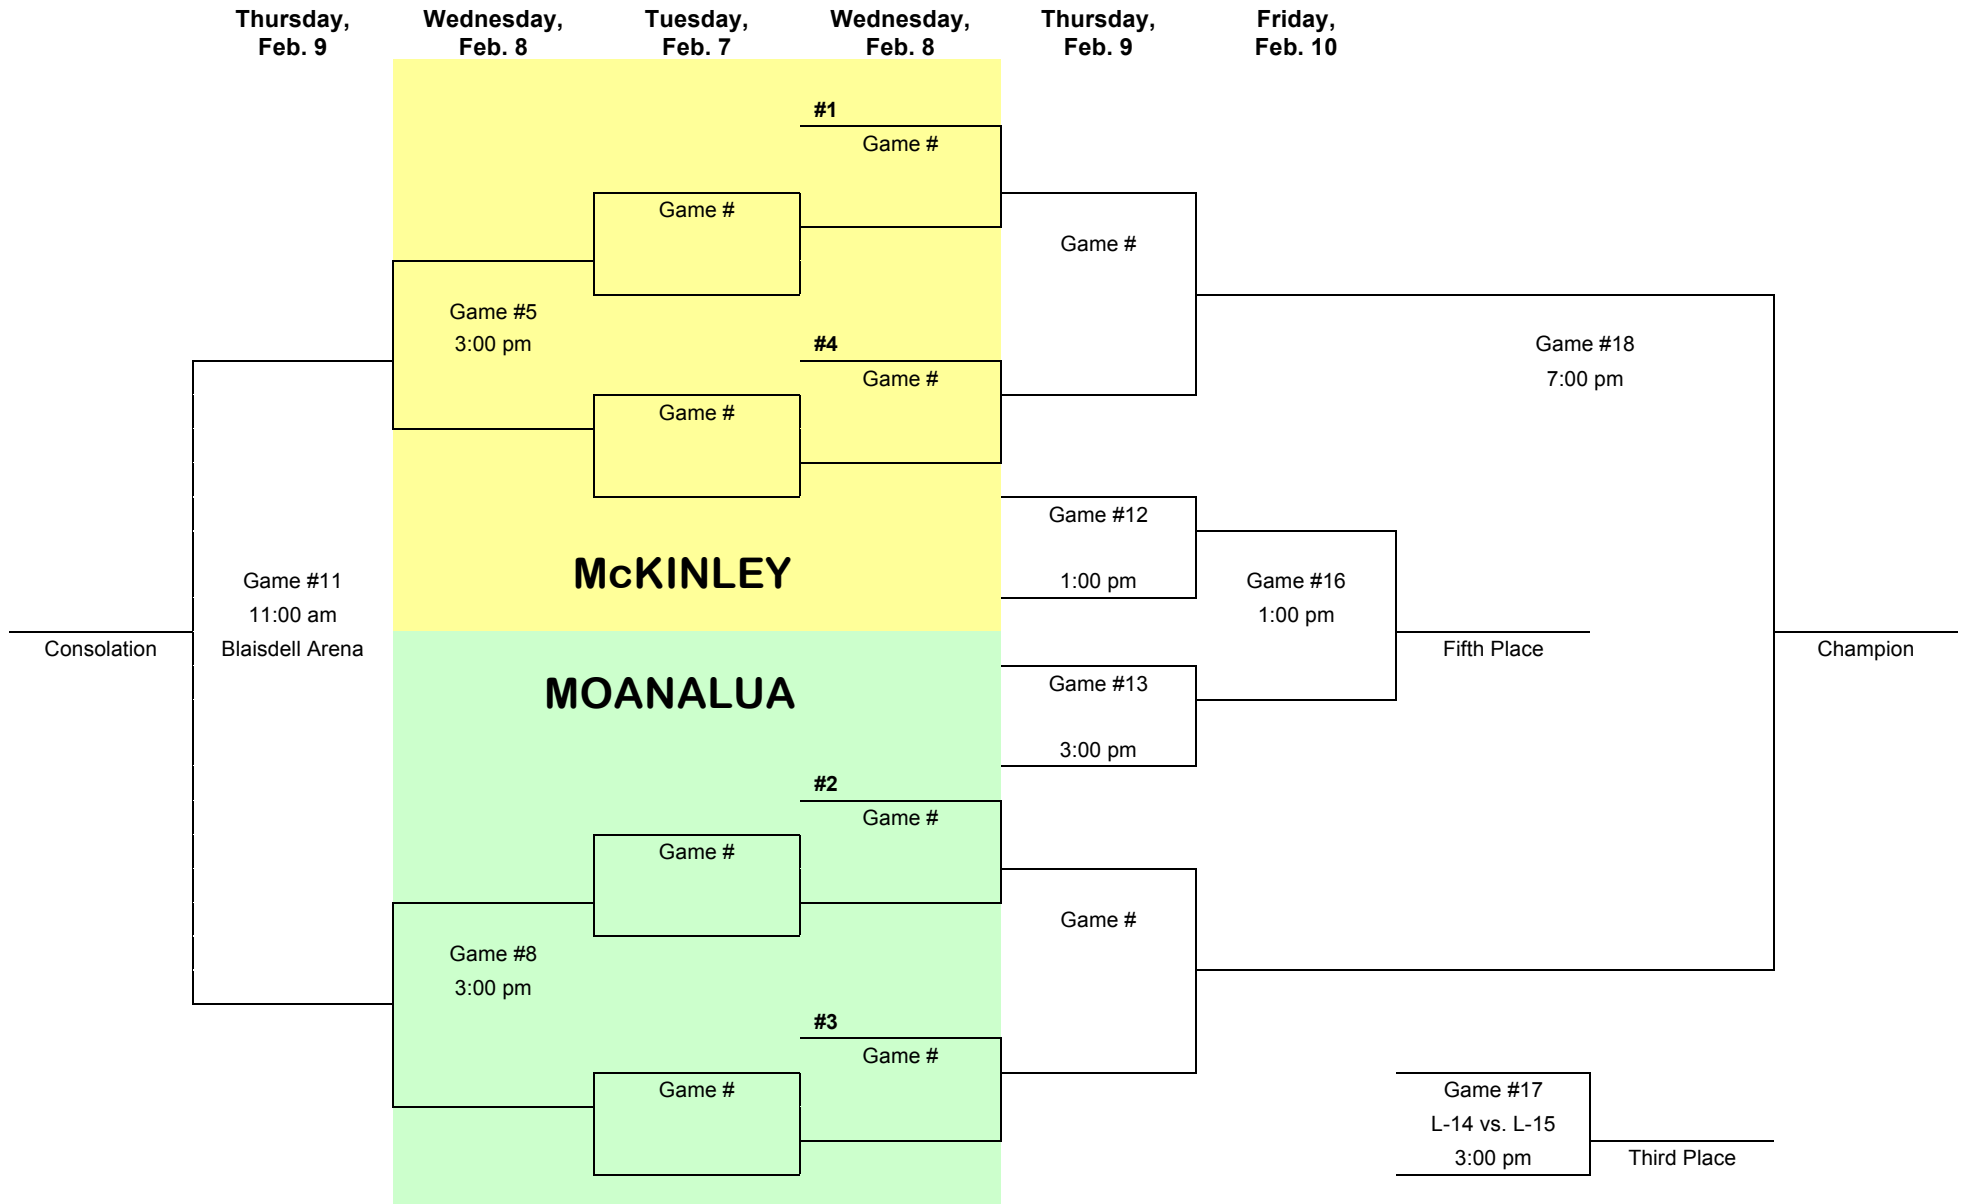 Thursday,
Feb. 9
Wednesday,
Feb. 8
Tuesday,
Feb. 7
Wednesday,
Feb. 8
Thursday,
Feb. 9
Friday,
Feb. 10
#1
Game #
Game #
Game #
Game #5
3:00 pm
#4
Game #
Game #18
7:00 pm
Game #
Game #12
1:00 pm
McKINLEY
Game #11
11:00 am
Blaisdell Arena
Consolation
Game #16
1:00 pm
Fifth Place
Champion
MOANALUA
Game #13
3:00 pm
#2
Game #
Game #
Game #
Game #8
3:00 pm
#3
Game #
Game #
Game #17
L-14 vs. L-15
3:00 pm
Third Place